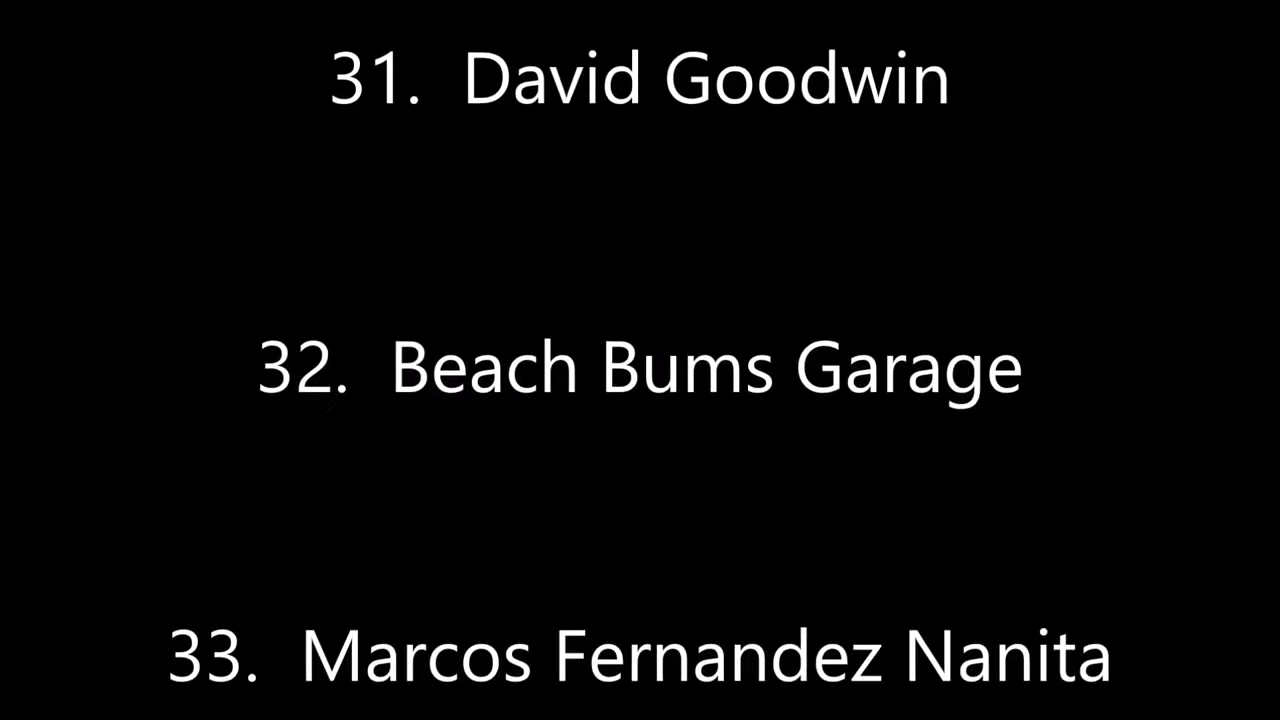 31. David Goodwin
32. Beach Bums Garage
33. Marcos Fernandez Nanita